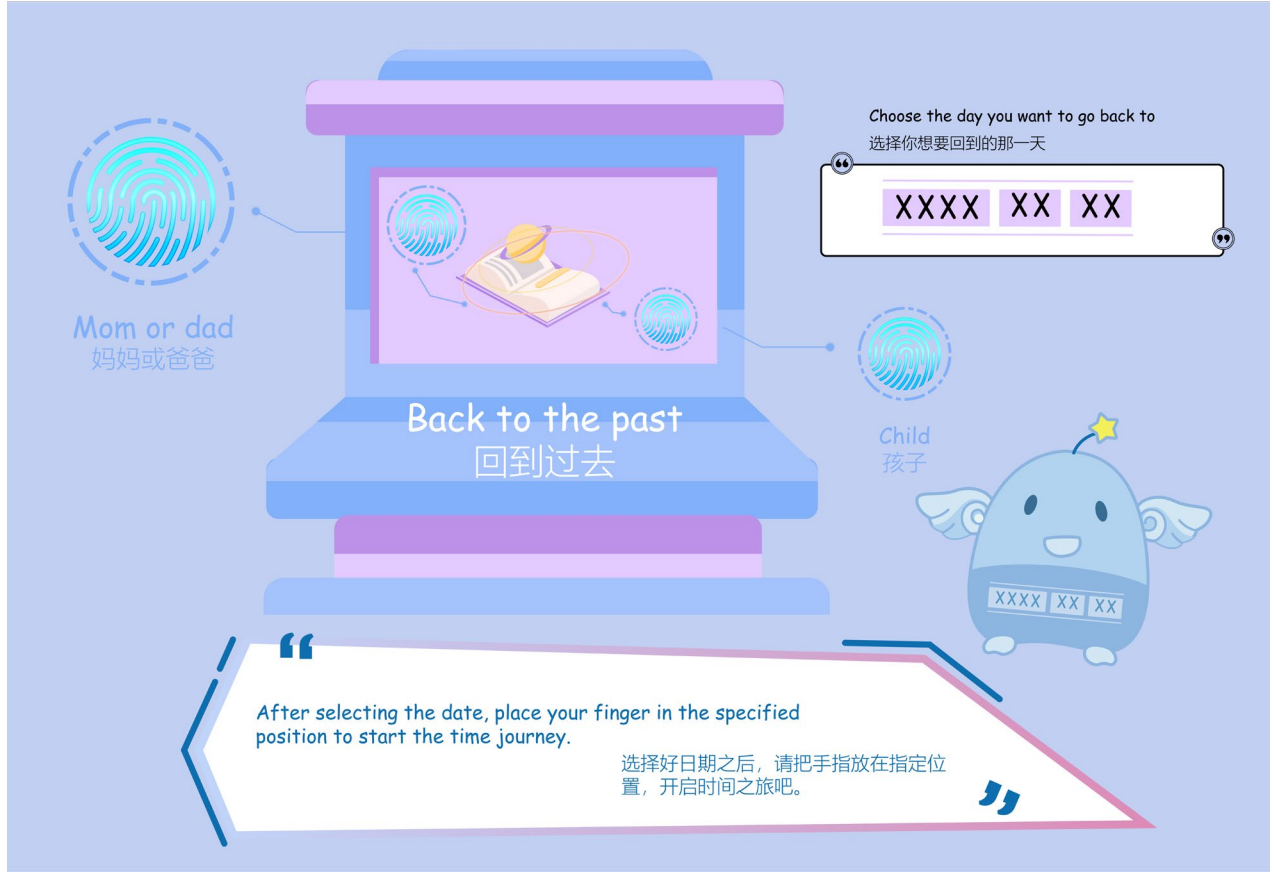 Choose the day you want to go back to
选择你想要回到的那一天
XXXX XX XX
Mom or dad
妈妈或爸爸
Back to the past
回到过去
Child
孩子
XXXX XX XX
After selecting the date, place your finger in the specified
position to start the time journey.
选择好日期之后，请把手指放在指定位
置，开启时间之旅吧。